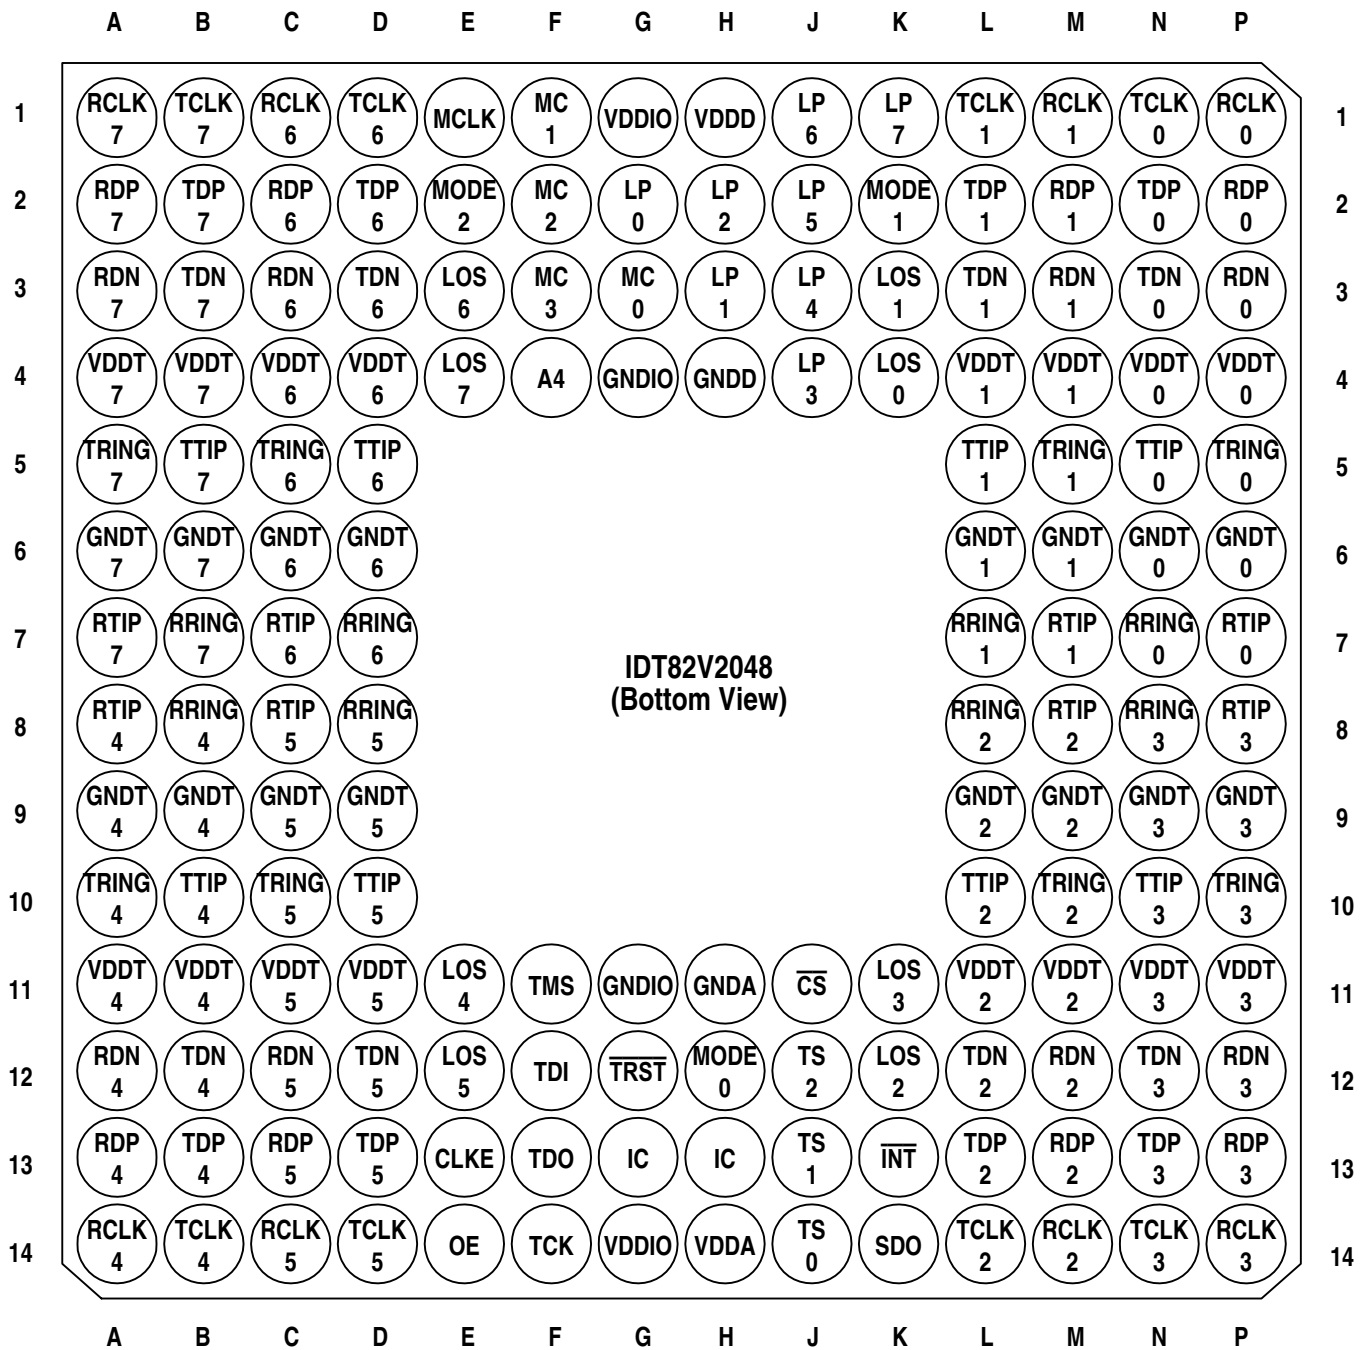 A B C D E F G H J K L M N P
1 RCLK TCLK RCLK TCLK MCLK MC VDDIO VDDD LP LP TCLK RCLK TCLK RCLK 1
7 7 6 6 1 6 7 1 1 0 0
2 RDP TDP RDP TDP MODE MC LP LP LP MODE TDP RDP TDP RDP 2
7 7 6 6 2 2 0 2 5 1 1 1 0 0
3 RDN TDN RDN TDN LOS MC MC LP LP LOS TDN RDN TDN RDN 3
7 7 6 6 6 3 0 1 4 1 1 1 0 0
4 VDDT VDDT VDDT VDDT LOS A4 GNDIO GNDD LP LOS VDDT VDDT VDDT VDDT 4
7 7 6 6 7 3 0 1 1 0 0
5 TRING TTIP TRING TTIP TTIP TRING TTIP TRING 5
7 7 6 6 1 1 0 0
6 GNDT GNDT GNDT GNDT GNDT GNDT GNDT GNDT 6
7 7 6 6 1 1 0 0
7 RTIP RRING RTIP RRING RRING RTIP RRING RTIP 7
7 7 6 6 1 1 0 0
IDT82V2048
(Bottom View)
8 RTIP RRING RTIP RRING RRING RTIP RRING RTIP 8
4 4 5 5 2 2 3 3
9 GNDT GNDT GNDT GNDT GNDT GNDT GNDT GNDT 9
4 4 5 5 2 2 3 3
10 TRING TTIP TRING TTIP TTIP TRING TTIP TRING 10
4 4 5 5 2 2 3 3
11 VDDT VDDT VDDT VDDT LOS TMS GNDIO GNDA CS LOS VDDT VDDT VDDT VDDT 11
4 4 5 5 4 3 2 2 3 3
12 RDN TDN RDN TDN LOS TDI TRST MODE TS LOS TDN RDN TDN RDN 12
4 4 5 5 5 0 2 2 2 2 3 3
13 RDP TDP RDP TDP CLKE TDO IC IC TS INT TDP RDP TDP RDP 13
4 4 5 5 1 2 2 3 3
14 RCLK TCLK RCLK TCLK OE TCK VDDIO VDDA TS SDO TCLK RCLK TCLK RCLK 14
4 4 5 5 0 2 2 3 3
A B C D E F G H J K L M N P